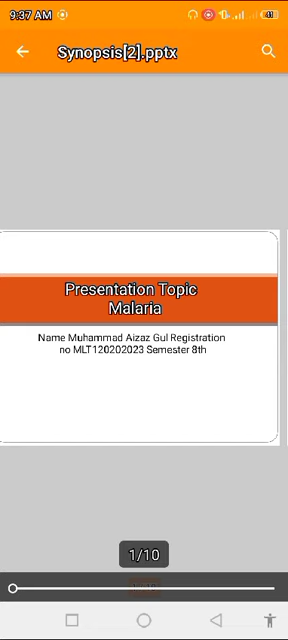 9:37 AM
41
Synopsis[2].pptx
Presentation Topic
Malaria
Name Muhammad Aizaz Gul Registration
no MLT120202023 Semester 8th
1/10